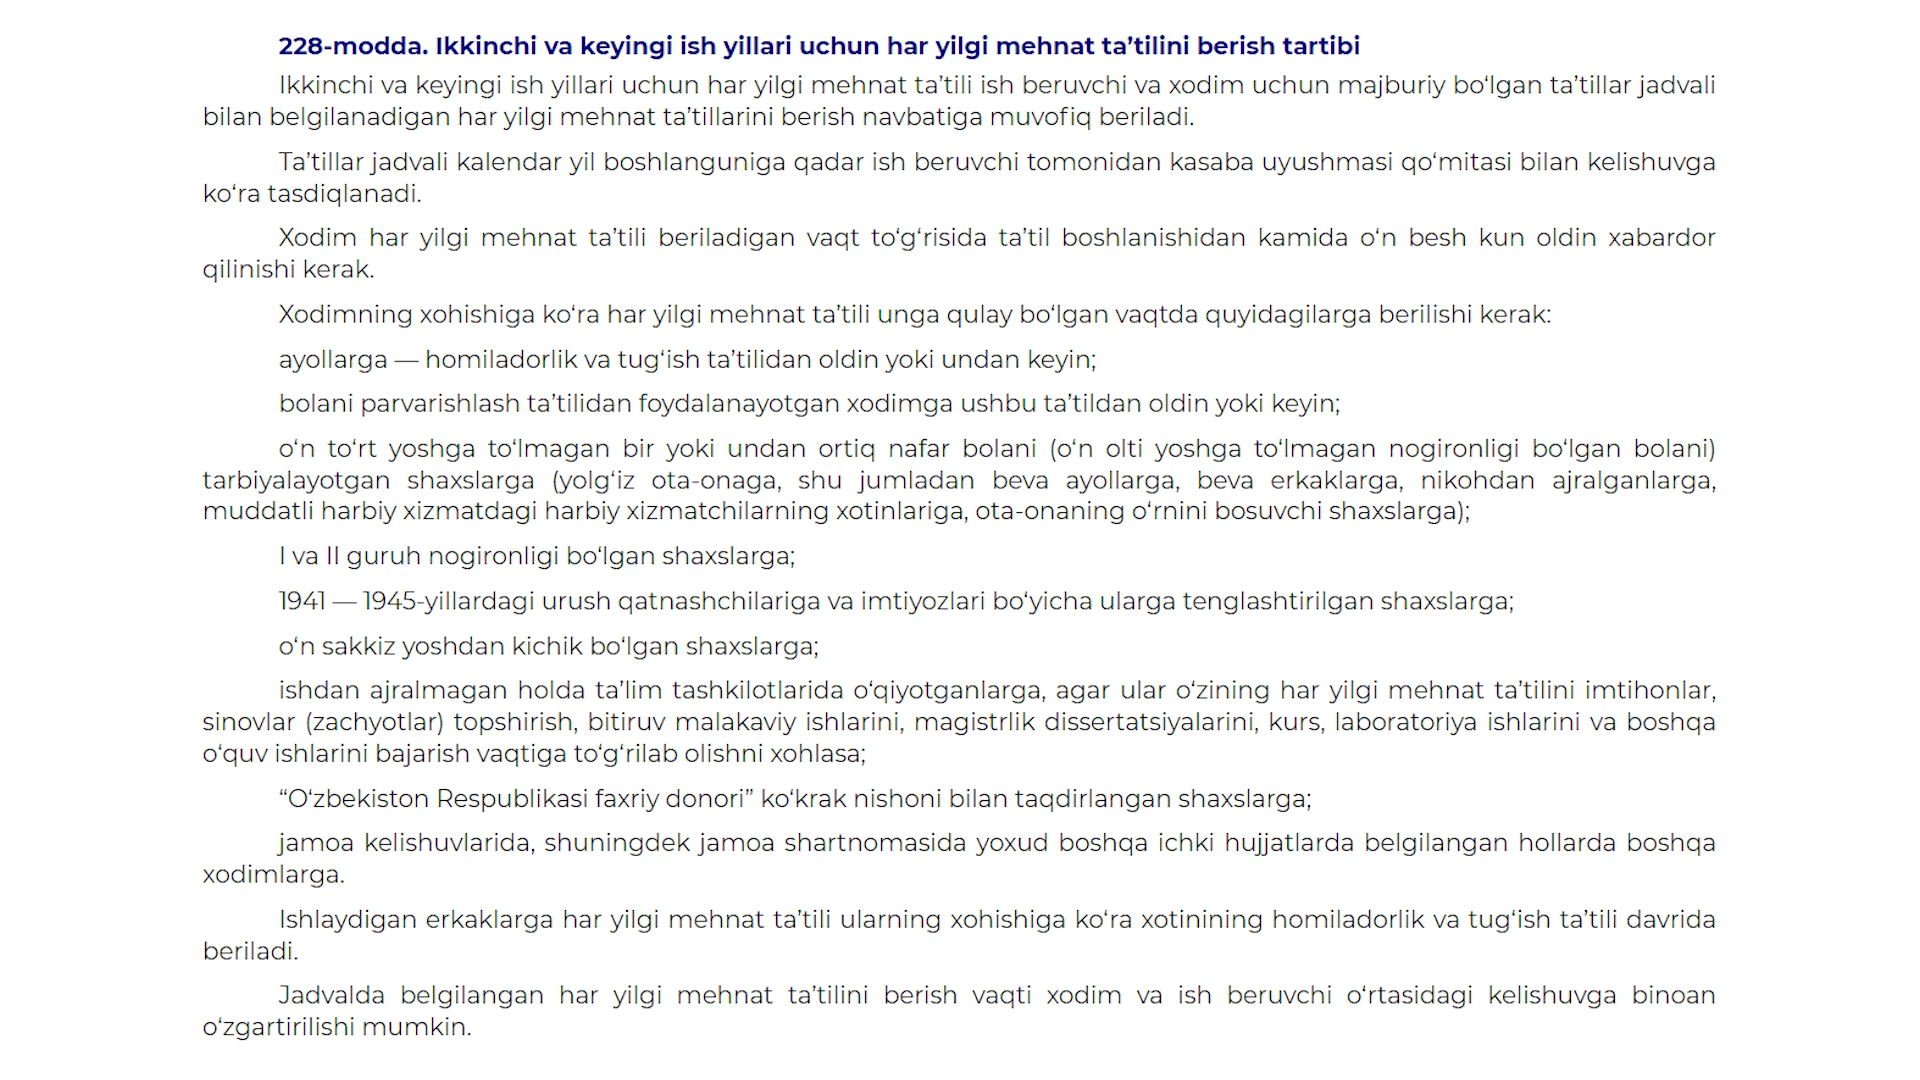 228-modda. Ikkinchi va keyingi ish yillari uchun har yilgi mehnat ta’tilini berish tartibi
Ikkinchi va keyingi ish yillari uchun har yilgi mehnat ta’tili ish beruvchi va xodim uchun majburiy bo‘lgan ta’tillar jadvali
bilan belgilanadigan har yilgi mehnat ta’tillarini berish navbatiga muvofiq beriladi.
Ta’tillar jadvali kalendar yil boshlanguniga qadar ish beruvchi tomonidan kasaba uyushmasi qo‘mitasi bilan kelishuvga
ko‘ra tasdiqlanadi.
Xodim har yilgi mehnat ta’tili beriladigan vaqt to‘g‘risida ta’til boshlanishidan kamida o‘n besh kun oldin xabardor
qilinishi kerak.
Xodimning xohishiga ko‘ra har yilgi mehnat ta’tili unga qulay bo‘lgan vaqtda quyidagilarga berilishi kerak:
ayollarga — homiladorlik va tug‘ish ta’tilidan oldin yoki undan keyin;
bolani parvarishlash ta’tilidan foydalanayotgan xodimga ushbu ta’tildan oldin yoki keyin;
o‘n to‘rt yoshga to‘lmagan bir yoki undan ortiq nafar bolani (o‘n olti yoshga to‘lmagan nogironligi bo‘lgan bolani)
tarbiyalayotgan shaxslarga (yolg‘iz ota-onaga, shu jumladan beva ayollarga, beva erkaklarga, nikohdan ajralganlarga,
muddatli harbiy xizmatdagi harbiy xizmatchilarning xotinlariga, ota-onaning o‘rnini bosuvchi shaxslarga);
I va II guruh nogironligi bo‘lgan shaxslarga;
1941 — 1945-yillardagi urush qatnashchilariga va imtiyozlari bo‘yicha ularga tenglashtirilgan shaxslarga;
o‘n sakkiz yoshdan kichik bo‘lgan shaxslarga;
ishdan ajralmagan holda ta’lim tashkilotlarida o‘qiyotganlarga, agar ular o‘zining har yilgi mehnat ta’tilini imtihonlar,
sinovlar (zachyotlar) topshirish, bitiruv malakaviy ishlarini, magistrlik dissertatsiyalarini, kurs, laboratoriya ishlarini va boshqa
o‘quv ishlarini bajarish vaqtiga to‘g‘rilab olishni xohlasa;
“O‘zbekiston Respublikasi faxriy donori” ko‘krak nishoni bilan taqdirlangan shaxslarga;
jamoa kelishuvlarida, shuningdek jamoa shartnomasida yoxud boshqa ichki hujjatlarda belgilangan hollarda boshqa
xodimlarga.
Ishlaydigan erkaklarga har yilgi mehnat ta’tili ularning xohishiga ko‘ra xotinining homiladorlik va tug‘ish ta’tili davrida
beriladi.
Jadvalda belgilangan har yilgi mehnat ta’tilini berish vaqti xodim va ish beruvchi o‘rtasidagi kelishuvga binoan
o‘zgartirilishi mumkin.